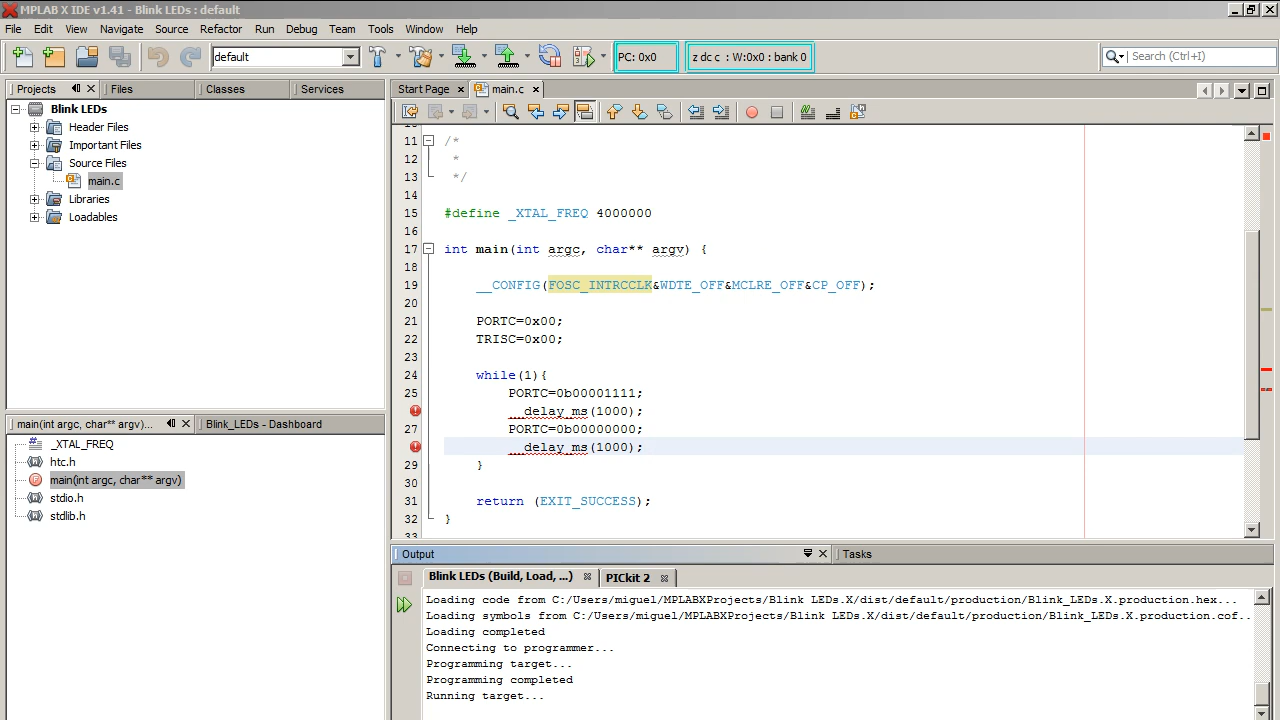 MPLAB X IDE v1.41 - Blink LEDs : default
File Edit View Navigate Source Refactor Run Debug Team Tools Window Help
default
PC: 0x0
z dc c : W:0x0 : bank 0
Search (Ctrl+I)
Projects
Files
Classes
Services
Blink LEDs
Header Files
Important Files
Source Files
main.c
Libraries
Loadables
main(int argc, char** argv)...
Blink_LEDs - Dashboard
_XTAL_FREQ
htc.h
main(int argc, char** argv)
stdio.h
stdlib.h
Start Page
main.c
11 /*
12 *
13 */
14
15 #define _XTAL_FREQ 4000000
16
17 int main(int argc, char** argv) {
18
19 __CONFIG(FOSC_INTRCCLK&WDTE_OFF&MCLRE_OFF&CP_OFF);
20
21 PORTC=0x00;
22 TRISC=0x00;
23
24 while(1){
25 PORTC=0b00001111;
__delay_ms(1000);
27 PORTC=0b00000000;
__delay_ms(1000);
29 }
30
31 return (EXIT_SUCCESS);
32 }
33
Output
Tasks
Blink LEDs (Build, Load, ...)
PICkit 2
Loading code from C:/Users/miguel/MPLABXProjects/Blink LEDs.X/dist/default/production/Blink_LEDs.X.production.hex...
Loading symbols from C:/Users/miguel/MPLABXProjects/Blink LEDs.X/dist/default/production/Blink_LEDs.X.production.cof..
Loading completed
Connecting to programmer...
Programming target...
Programming completed
Running target...